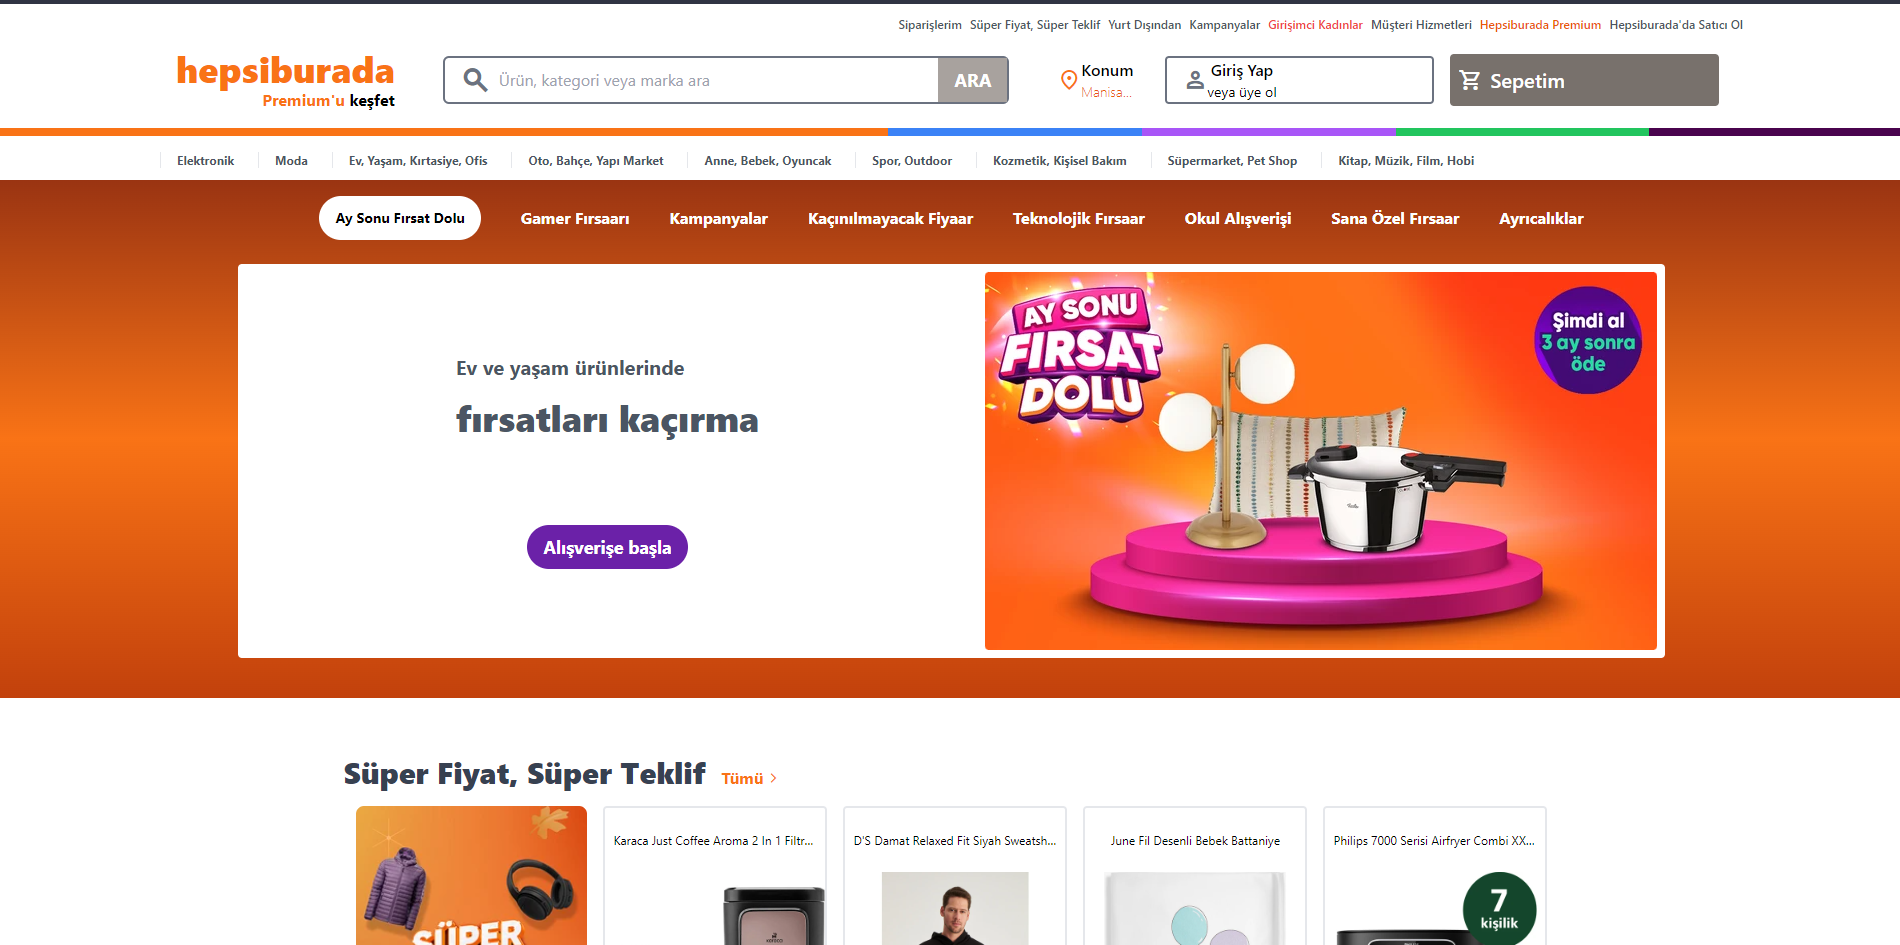 Siparişlerim Süper Fiyat, Süper Teklif Yurt Dışından Kampanyalar Girişimci Kadınlar Müşteri Hizmetleri Hepsiburada Premium Hepsiburada'da Satıcı Ol
hepsiburada
Premium'u keşfet
Ürün, kategori veya marka ara
ARA
Konum
Manisa...
Giriş Yap
veya üye ol
Sepetim
Elektronik Moda Ev, Yaşam, Kırtasiye, Ofis Oto, Bahçe, Yapı Market Anne, Bebek, Oyuncak Spor, Outdoor Kozmetik, Kişisel Bakım Süpermarket, Pet Shop Kitap, Müzik, Film, Hobi
Ay Sonu Fırsat Dolu Gamer Fırsaarı Kampanyalar Kaçınılmayacak Fiyaar Teknolojik Fırsaar Okul Alışverişi Sana Özel Fırsaar Ayrıcalıklar
Ev ve yaşam ürünlerinde
fırsatları kaçırma
Alışverişe başla
AY SONU
FIRSAT
DOLU
Şimdi al
3 ay sonra
öde
Süper Fiyat, Süper Teklif Tümü
SÜPER
Karaca Just Coffee Aroma 2 In 1 Filtr...
D'S Damat Relaxed Fit Siyah Sweatsh...
June Fil Desenli Bebek Battaniye
Philips 7000 Serisi Airfryer Combi XX...
7
kişilik